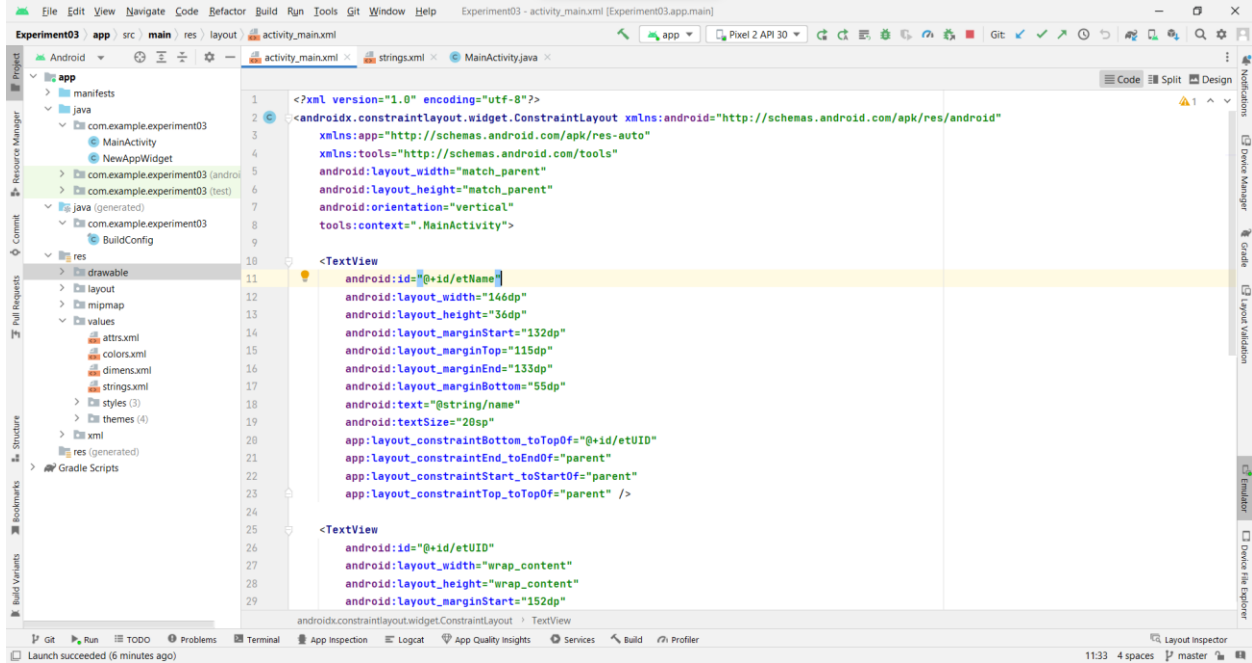 File Edit View Navigate Code Refactor Build Run Tools Git Window Help Experiment03 - activity_main.xml [Experiment03.app.main]
Experiment03 app src main res layout activity_main.xml app Pixel 2 API 30 Git:
Android activity_main.xml strings.xml MainActivity.java
Code Split Design
Project
Resource Manager
Commit
Pull Requests
Structure
Bookmarks
Build Variants
app
manifests
java
com.example.experiment03
MainActivity
NewAppWidget
com.example.experiment03 (androi
com.example.experiment03 (test)
java (generated)
com.example.experiment03
BuildConfig
res
drawable
layout
mipmap
values
attrs.xml
colors.xml
dimens.xml
strings.xml
styles (3)
themes (4)
xml
res (generated)
Gradle Scripts
1
1 <?xml version="1.0" encoding="utf-8"?>
2 <androidx.constraintlayout.widget.ConstraintLayout xmlns:android="http://schemas.android.com/apk/res/android"
3 xmlns:app="http://schemas.android.com/apk/res-auto"
4 xmlns:tools="http://schemas.android.com/tools"
5 android:layout_width="match_parent"
6 android:layout_height="match_parent"
7 android:orientation="vertical"
8 tools:context=".MainActivity">
9
10 <TextView
11 android:id="@+id/etName"
12 android:layout_width="146dp"
13 android:layout_height="36dp"
14 android:layout_marginStart="132dp"
15 android:layout_marginTop="115dp"
16 android:layout_marginEnd="133dp"
17 android:layout_marginBottom="55dp"
18 android:text="@string/name"
19 android:textSize="20sp"
20 app:layout_constraintBottom_toTopOf="@+id/etUID"
21 app:layout_constraintEnd_toEndOf="parent"
22 app:layout_constraintStart_toStartOf="parent"
23 app:layout_constraintTop_toTopOf="parent" />
24
25 <TextView
26 android:id="@+id/etUID"
27 android:layout_width="wrap_content"
28 android:layout_height="wrap_content"
29 android:layout_marginStart="152dp"
androidx.constraintlayout.widget.ConstraintLayout TextView
Notifications
Device Manager
Gradle
Layout Validation
Emulator
Device File Explorer
Git Run TODO Problems Terminal App Inspection Logcat App Quality Insights Services Build Profiler Layout Inspector
Launch succeeded (6 minutes ago) 11:33 4 spaces master